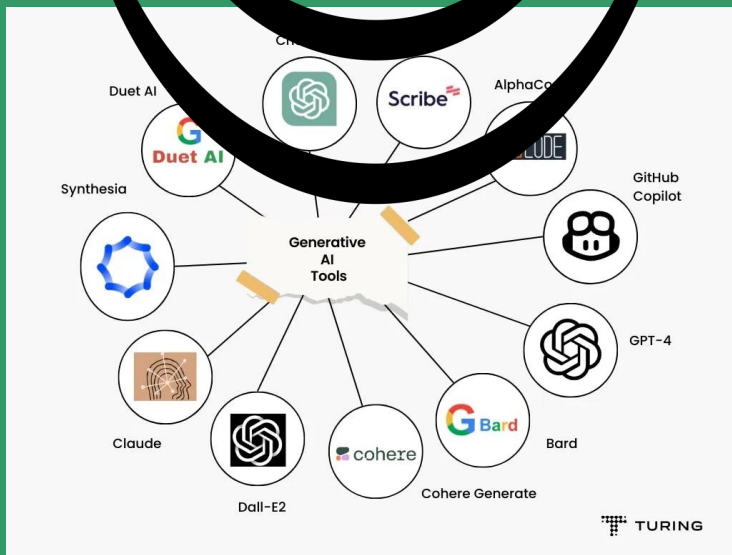 Duet AI
Scribe
G
Duet AI
Synthesia
GitHub
Copilot
Generative
AI
Tools
GPT-4
G Bard
Bard
Claude
cohere
Cohere Generate
Dall-E2
TURING